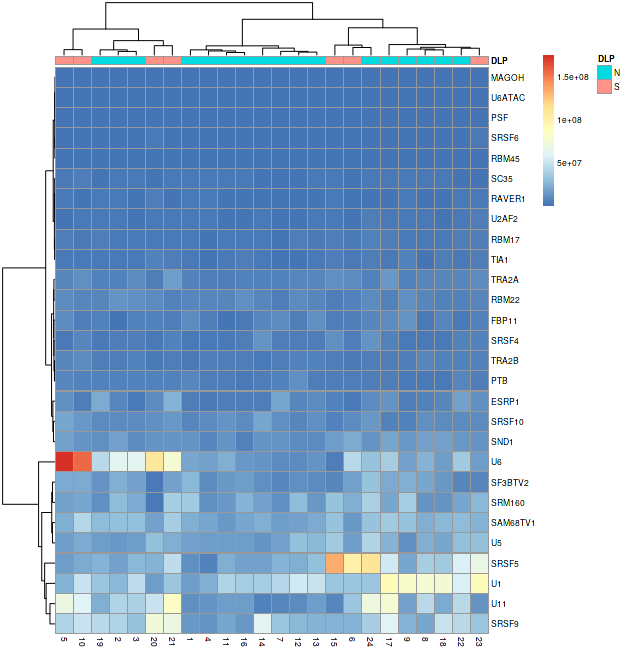 DLP
DLP
N
S
1.5e+08
1e+08
5e+07
MAGOH
U6ATAC
PSF
SRSF6
RBM45
SC35
RAVER1
U2AF2
RBM17
TIA1
TRA2A
RBM22
FBP11
SRSF4
TRA2B
PTB
ESRP1
SRSF10
SND1
U6
SF3BTV2
SRM160
SAM68TV1
U5
SRSF5
U1
U11
SRSF9
5 10 19 2 3 20 21 1 4 11 16 14 7 12 13 15 6 24 17 9 8 18 22 23